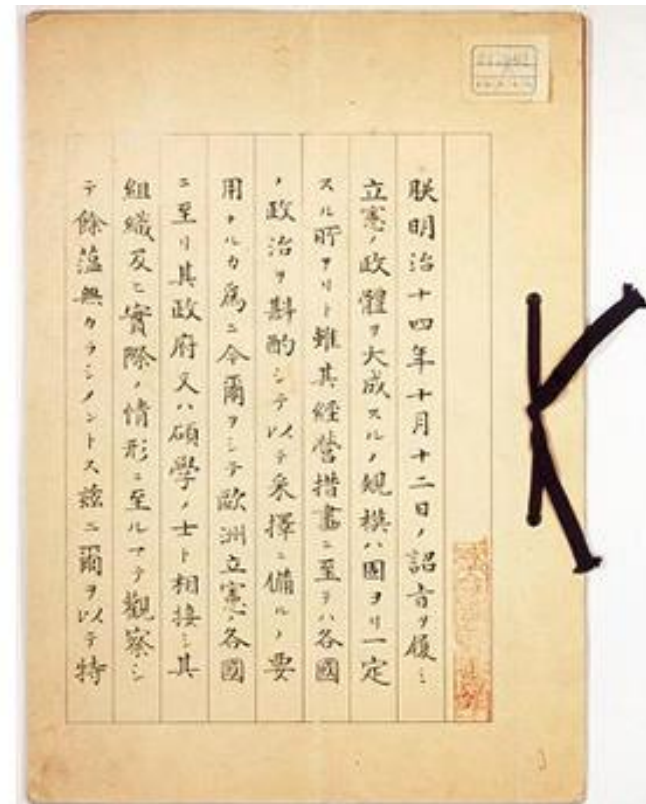 朕明治十四年十月十二日ノ詔旨ヲ履ミ
立憲ノ政體ヲ大成スルノ規模ハ固ヨリ一定
スル所アリト雖其經營措畫ニ至テハ各國
ノ政治ヲ斟酌シテ以テ采擇ニ備ルノ要
用ナルカ爲ニ今爾ヲシテ歐洲立憲ノ各國
ニ至リ其政府又ハ碩學ノ士ト相接シ其
組織及ヒ實際ノ情形ニ至ルマテ觀察シ
テ餘蘊無カラシメントス茲ニ爾ヲ以テ特